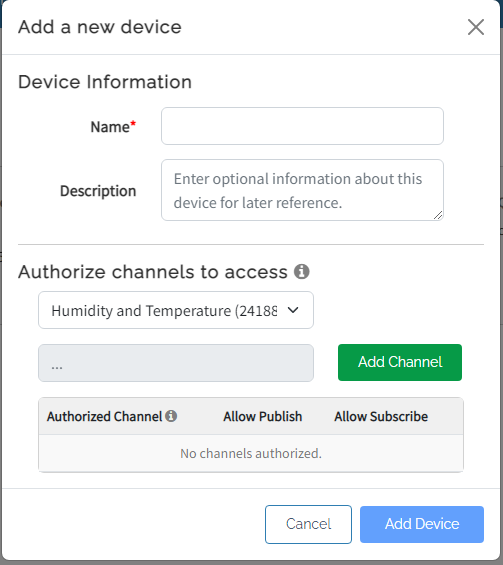 Add a new device
Device Information
Name*
Description
Enter optional information about this
device for later reference.
Authorize channels to access
Humidity and Temperature (24188
...
Add Channel
Authorized Channel Allow Publish Allow Subscribe
No channels authorized.
Cancel Add Device